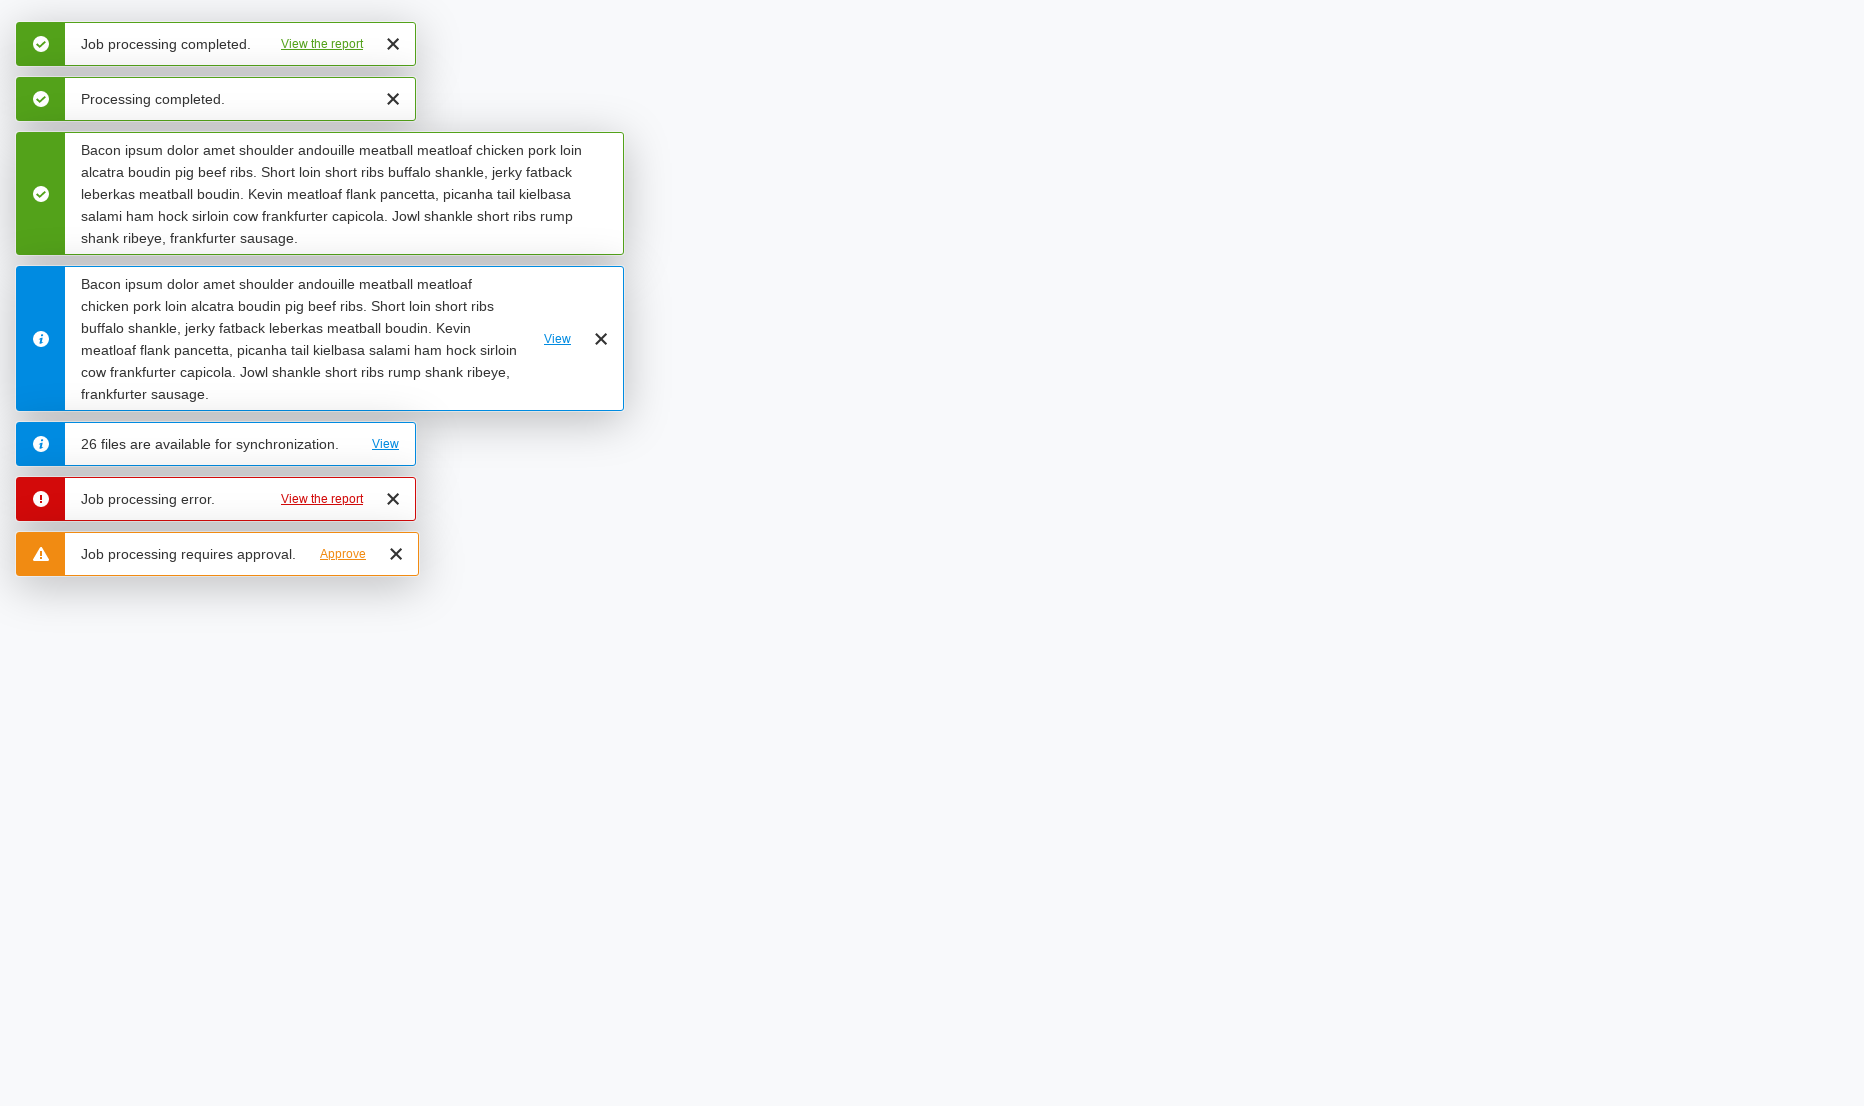 Job processing completed. View the report
Processing completed.
Bacon ipsum dolor amet shoulder andouille meatball meatloaf chicken pork loin
alcatra boudin pig beef ribs. Short loin short ribs buffalo shankle, jerky fatback
leberkas meatball boudin. Kevin meatloaf flank pancetta, picanha tail kielbasa
salami ham hock sirloin cow frankfurter capicola. Jowl shankle short ribs rump
shank ribeye, frankfurter sausage.
Bacon ipsum dolor amet shoulder andouille meatball meatloaf
chicken pork loin alcatra boudin pig beef ribs. Short loin short ribs
buffalo shankle, jerky fatback leberkas meatball boudin. Kevin
meatloaf flank pancetta, picanha tail kielbasa salami ham hock sirloin
cow frankfurter capicola. Jowl shankle short ribs rump shank ribeye,
frankfurter sausage.
View
26 files are available for synchronization. View
Job processing error. View the report
Job processing requires approval. Approve